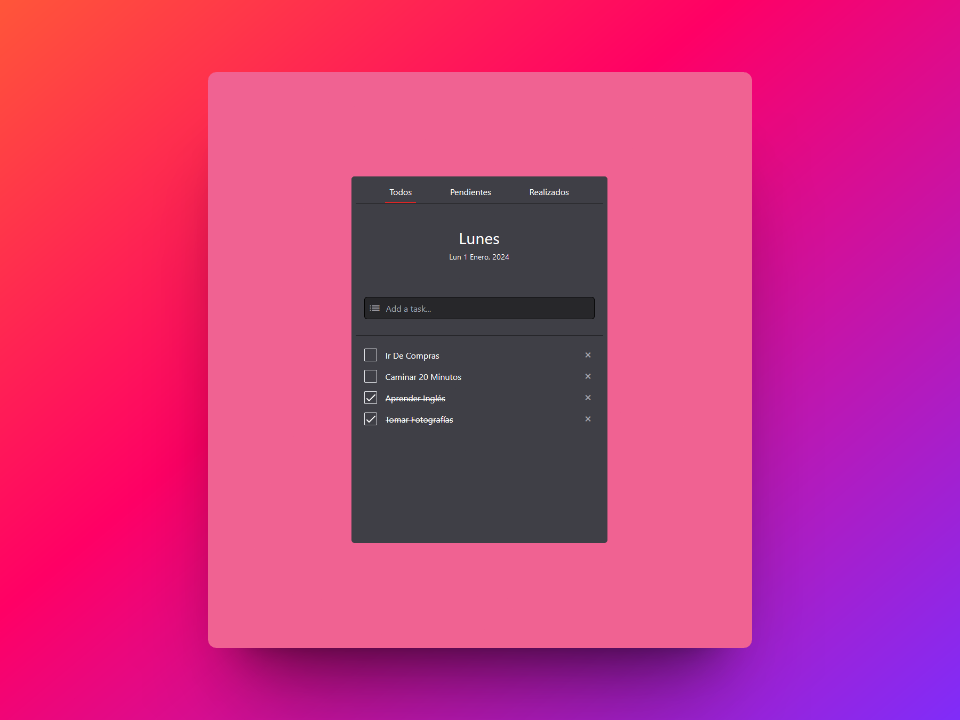 Todos Pendientes Realizados
Lunes
Lun 1 Enero, 2024
Add a task...
Ir De Compras ×
Caminar 20 Minutos ×
Aprender Inglés ×
Tomar Fotografías ×